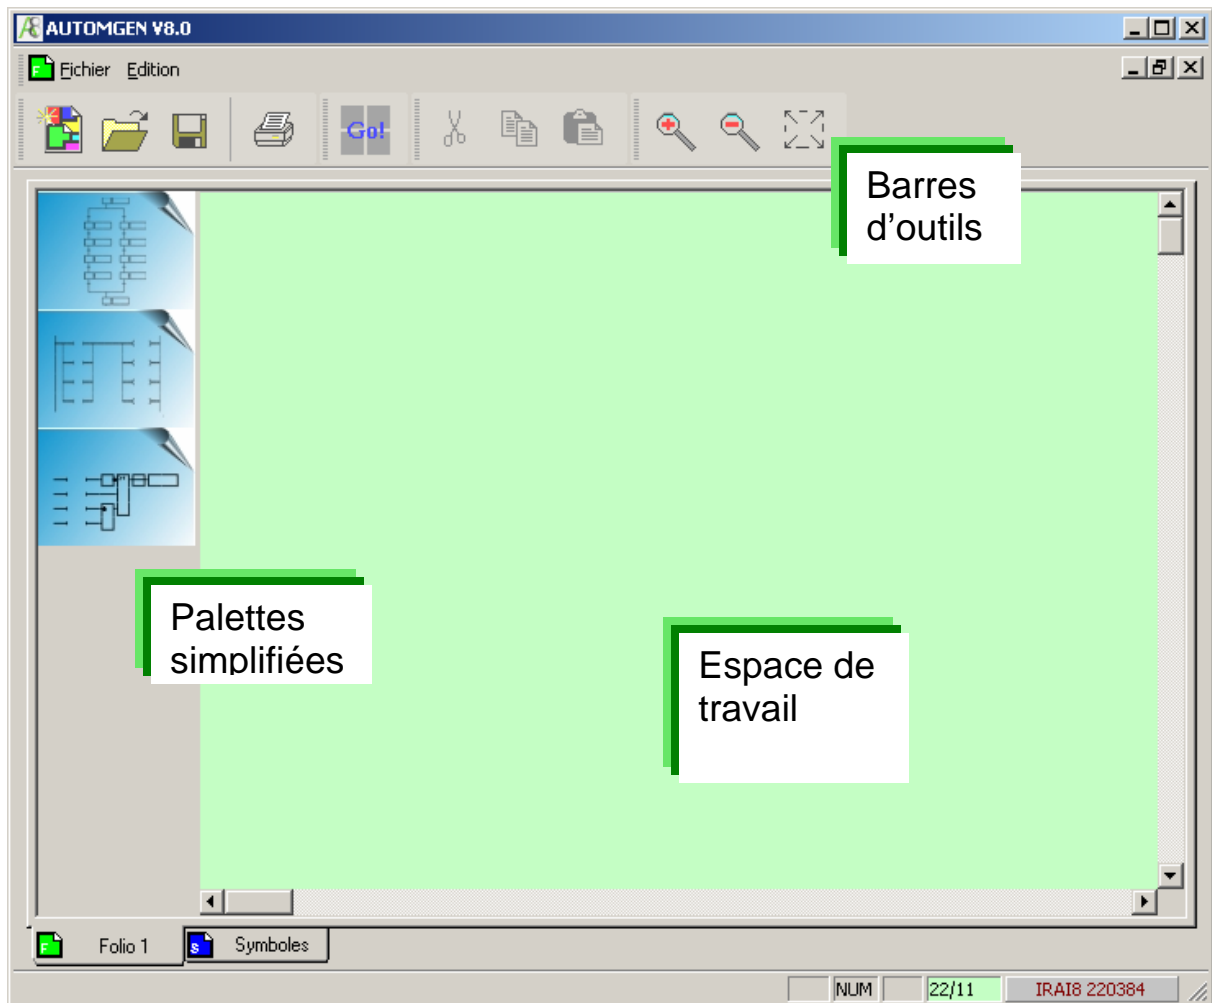 AUTOMGEN V8.0
Fichier Edition
Go!
Barres
d'outils
Palettes
simplifiées
Espace de
travail
F Folio 1 S Symboles
NUM 22/11 IRAI8 220384